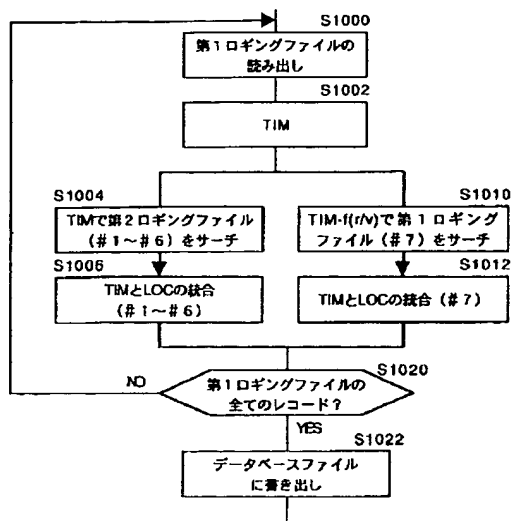 S1000
第1ロギングファイルの
読み出し
S1002
TIM
S1004
TIMで第2ロギングファイル
(#1~#6)をサーチ
S1010
TIM-f(r/v)で第1ロギング
ファイル(#7)をサーチ
S1006
TIMとLOCの統合
(#1~#6)
S1012
TIMとLOCの統合(#7)
S1020
第1ロギングファイルの
全てのレコード?
NO
YES
S1022
データベースファイル
に書き出し